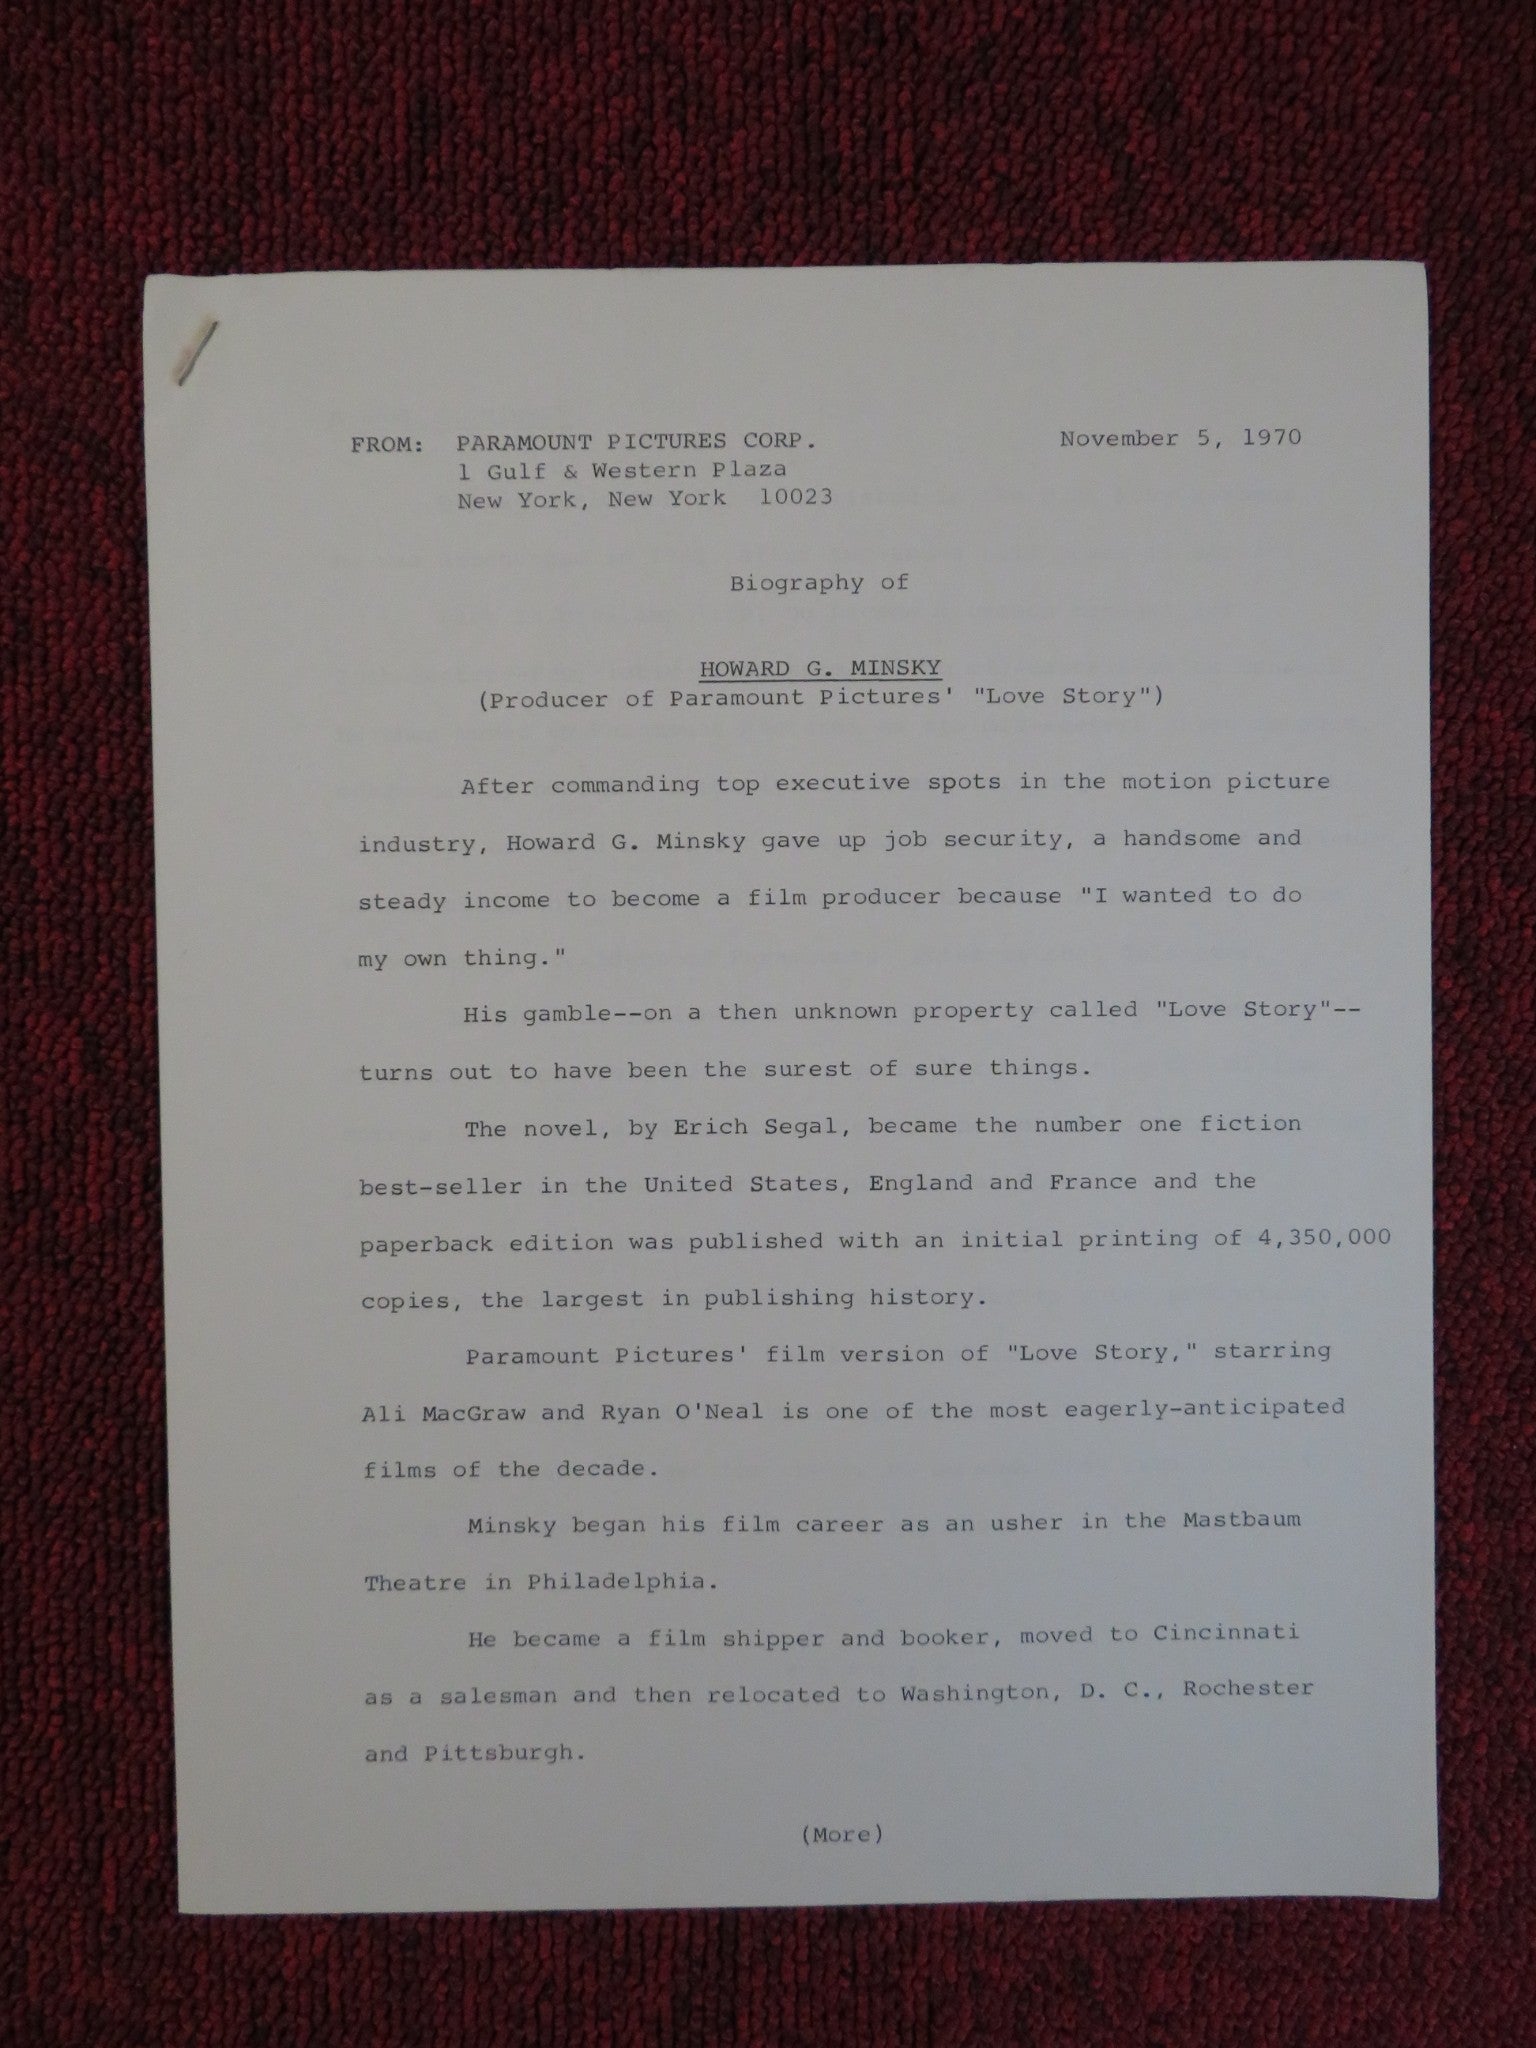 FROM: PARAMOUNT PICTURES CORP. November 5, 1970
1 Gulf & Western Plaza
New York, New York 10023
Biography of
HOWARD G. MINSKY
(Producer of Paramount Pictures' "Love Story")
After commanding top executive spots in the motion picture
industry, Howard G. Minsky gave up job security, a handsome and
steady income to become a film producer because "I wanted to do
my own thing."
His gamble--on a then unknown property called "Love Story"--
turns out to have been the surest of sure things.
The novel, by Erich Segal, became the number one fiction
best-seller in the United States, England and France and the
paperback edition was published with an initial printing of 4,350,000
copies, the largest in publishing history.
Paramount Pictures' film version of "Love Story," starring
Ali MacGraw and Ryan O'Neal is one of the most eagerly-anticipated
films of the decade.
Minsky began his film career as an usher in the Mastbaum
Theatre in Philadelphia.
He became a film shipper and booker, moved to Cincinnati
as a salesman and then relocated to Washington, D. C., Rochester
and Pittsburgh.
(More)